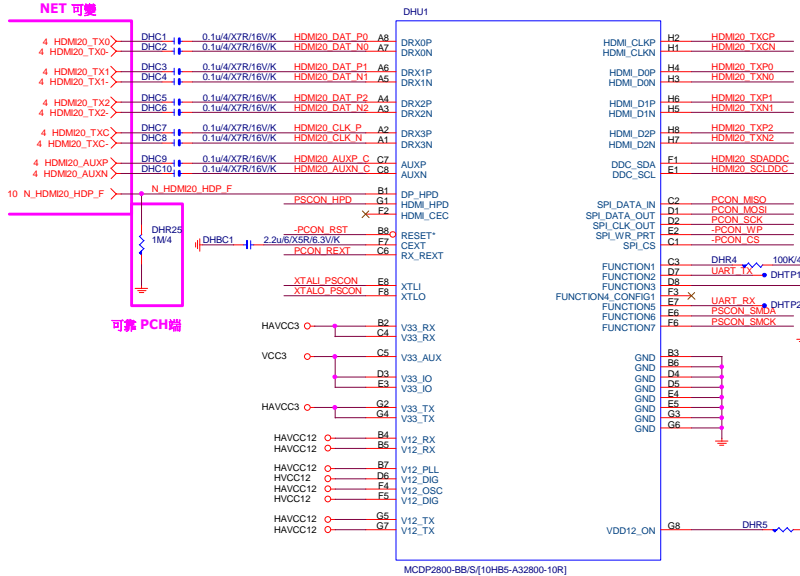 NET 可變
DHU1
4 HDMI20_TX0 DHC1 0.1u/4/X7R/16V/K HDMI20_DAT_P0 A8 DRX0P HDMI_CLKP H2 HDMI20_TXCP
4 HDMI20_TX0- DHC2 0.1u/4/X7R/16V/K HDMI20_DAT_N0 A7 DRX0N HDMI_CLKN H1 HDMI20_TXCN
4 HDMI20_TX1 DHC3 0.1u/4/X7R/16V/K HDMI20_DAT_P1 A6 DRX1P HDMI_D0P H4 HDMI20_TXP0
4 HDMI20_TX1- DHC4 0.1u/4/X7R/16V/K HDMI20_DAT_N1 A5 DRX1N HDMI_D0N H3 HDMI20_TXN0
4 HDMI20_TX2 DHC5 0.1u/4/X7R/16V/K HDMI20_DAT_P2 A4 DRX2P HDMI_D1P H6 HDMI20_TXP1
4 HDMI20_TX2- DHC6 0.1u/4/X7R/16V/K HDMI20_DAT_N2 A3 DRX2N HDMI_D1N H5 HDMI20_TXN1
4 HDMI20_TXC DHC7 0.1u/4/X7R/16V/K HDMI20_CLK_P A2 DRX3P HDMI_D2P H8 HDMI20_TXP2
4 HDMI20_TXC- DHC8 0.1u/4/X7R/16V/K HDMI20_CLK_N A1 DRX3N HDMI_D2N H7 HDMI20_TXN2
4 HDMI20_AUXP DHC9 0.1u/4/X7R/16V/K HDMI20_AUXP_C C7 AUXP DDC_SDA F1 HDMI20_SDADDC
4 HDMI20_AUXN DHC10 0.1u/4/X7R/16V/K HDMI20_AUXN_C C8 AUXN DDC_SCL E1 HDMI20_SCLDDC
10 N_HDMI20_HDP_F N_HDMI20_HDP_F B1 DP_HPD
PSCON_HPD G1 HDMI_HPD SPI_DATA_IN C2 PCON_MISO
F2 HDMI_CEC SPI_DATA_OUT D1 PCON_MOSI
SPI_CLK_OUT D2 PCON_SCK
DHR25 -PCON_RST B8 RESET* SPI_WR_PRT E2 -PCON_WP
1M/4 DHBC1 2.2u/6/X5R/6.3V/K F7 CEXT SPI_CS C1 -PCON_CS
PCON_REXT C6 RX_REXT
FUNCTION1 C3 DHR4 100K/4
FUNCTION2 D7 UART_TX DHTP1
XTALI_PSCON E8 XTLI FUNCTION3 D8
XTALO_PSCON F8 XTLO FUNCTION4_CONFIG1 F3
FUNCTION5 E7 UART_RX DHTP2
FUNCTION6 E6 PSCON_SMDA
可靠 PCH端 HAVCC3 B2 V33_RX FUNCTION7 F6 PSCON_SMCK
C4 V33_RX
VCC3 C5 V33_AUX GND B3
GND B6
D3 V33_IO GND D4
E3 V33_IO GND D5
GND E4
HAVCC3 G2 V33_TX GND E5
G4 V33_TX GND G3
GND G6
HAVCC12 B4 V12_RX
HAVCC12 B5 V12_RX
HAVCC12 B7 V12_PLL
HVCC12 D6 V12_DIG
HAVCC12 F4 V12_OSC
HVCC12 F5 V12_DIG
HAVCC12 G5 V12_TX
HAVCC12 G7 V12_TX VDD12_ON G8 DHR5
MCDP2800-BB/S/[10HB5-A32800-10R]